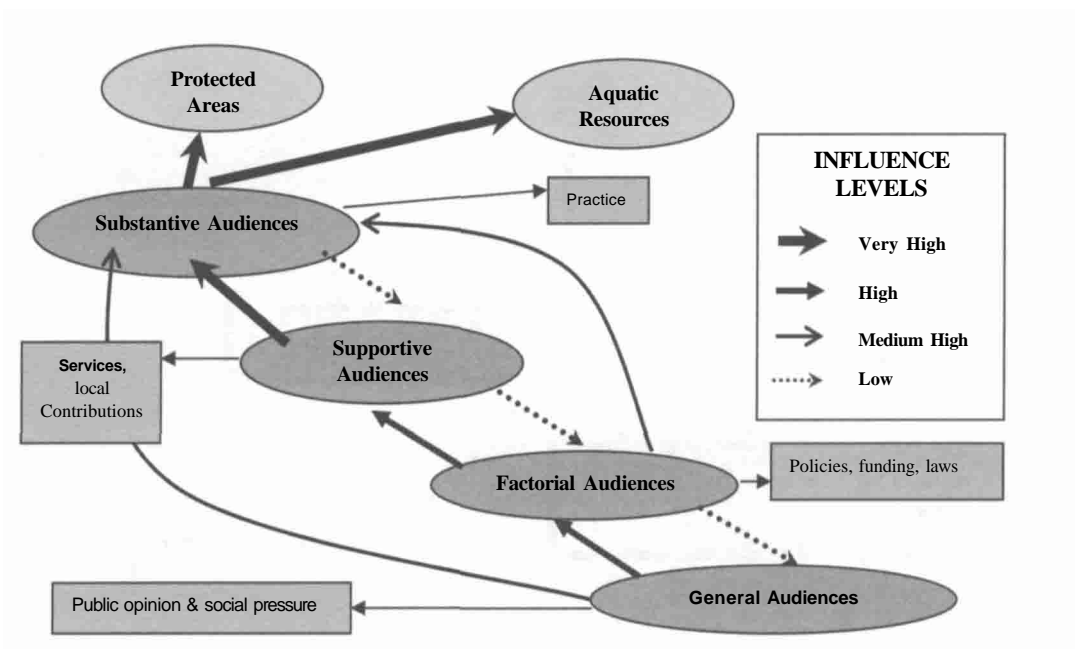 Protected
Areas
Aquatic
Resources
INFLUENCE
LEVELS
Very High
High
Medium High
Low
Substantive Audiences
Practice
Supportive
Audiences
Services,
local
Contributions
Factorial Audiences
Policies, funding, laws
General Audiences
Public opinion & social pressure